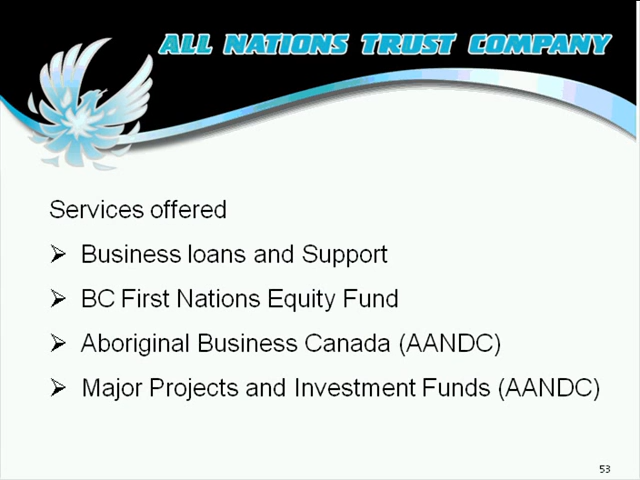 ALL NATIONS TRUST COMPANY
Services offered
➢ Business loans and Support
➢ BC First Nations Equity Fund
➢ Aboriginal Business Canada (AANDC)
➢ Major Projects and Investment Funds (AANDC)
53